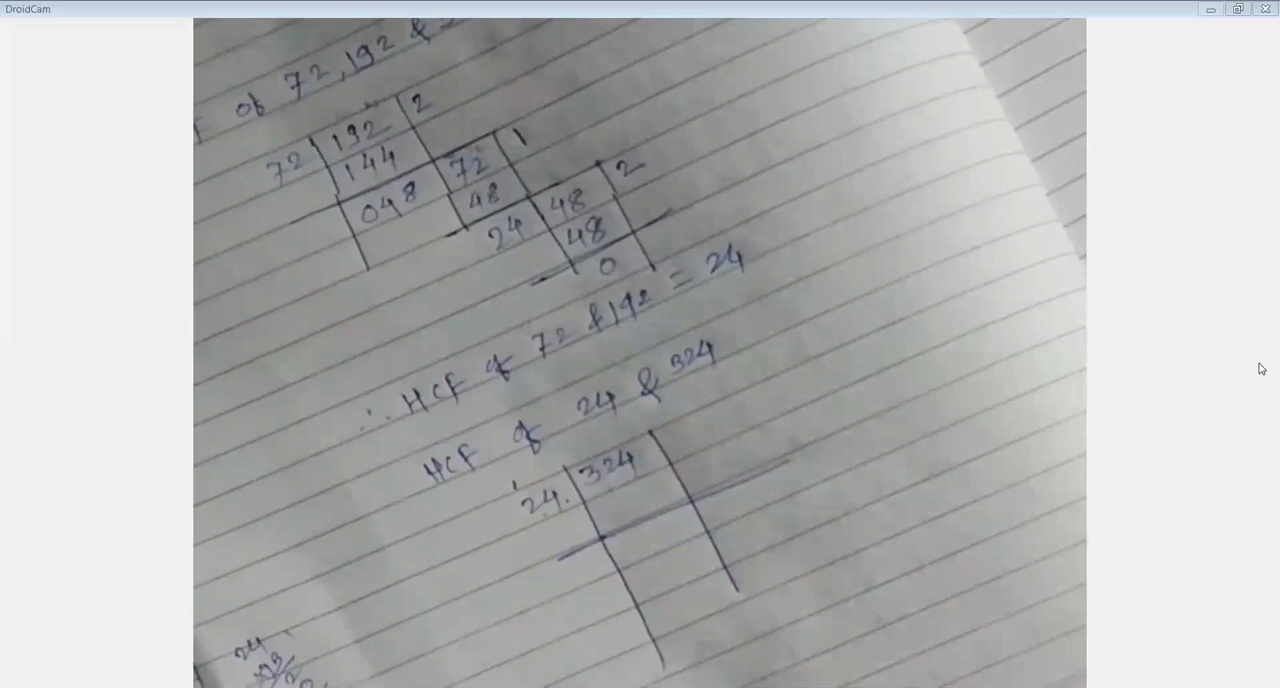 DroidCam
of 72, 192 &
72 192 2
144 72 1
048 48 48 2
24 48
0
∴ HCF of 72 & 192 = 24
HCF of 24 & 324
24. 324
24